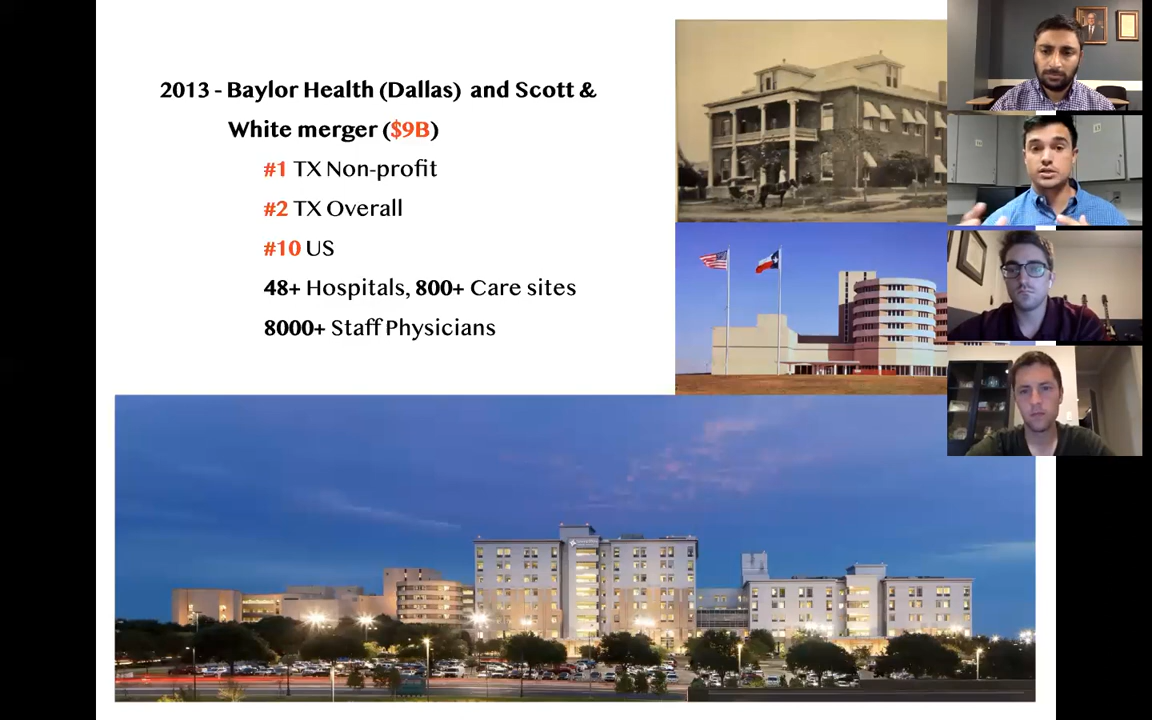 2013 - Baylor Health (Dallas) and Scott &
White merger ($9B)
#1 TX Non-profit
#2 TX Overall
#10 US
48+ Hospitals, 800+ Care sites
8000+ Staff Physicians